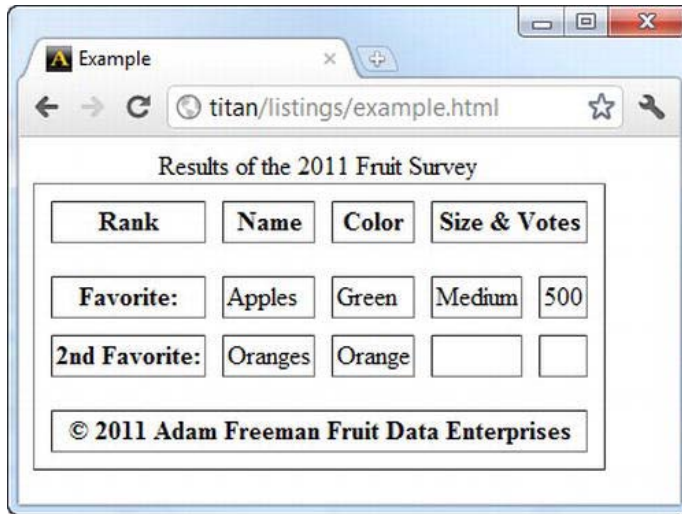 Example
titan/listings/example.html
Results of the 2011 Fruit Survey
Rank Name Color Size & Votes
Favorite: Apples Green Medium 500
2nd Favorite: Oranges Orange
© 2011 Adam Freeman Fruit Data Enterprises